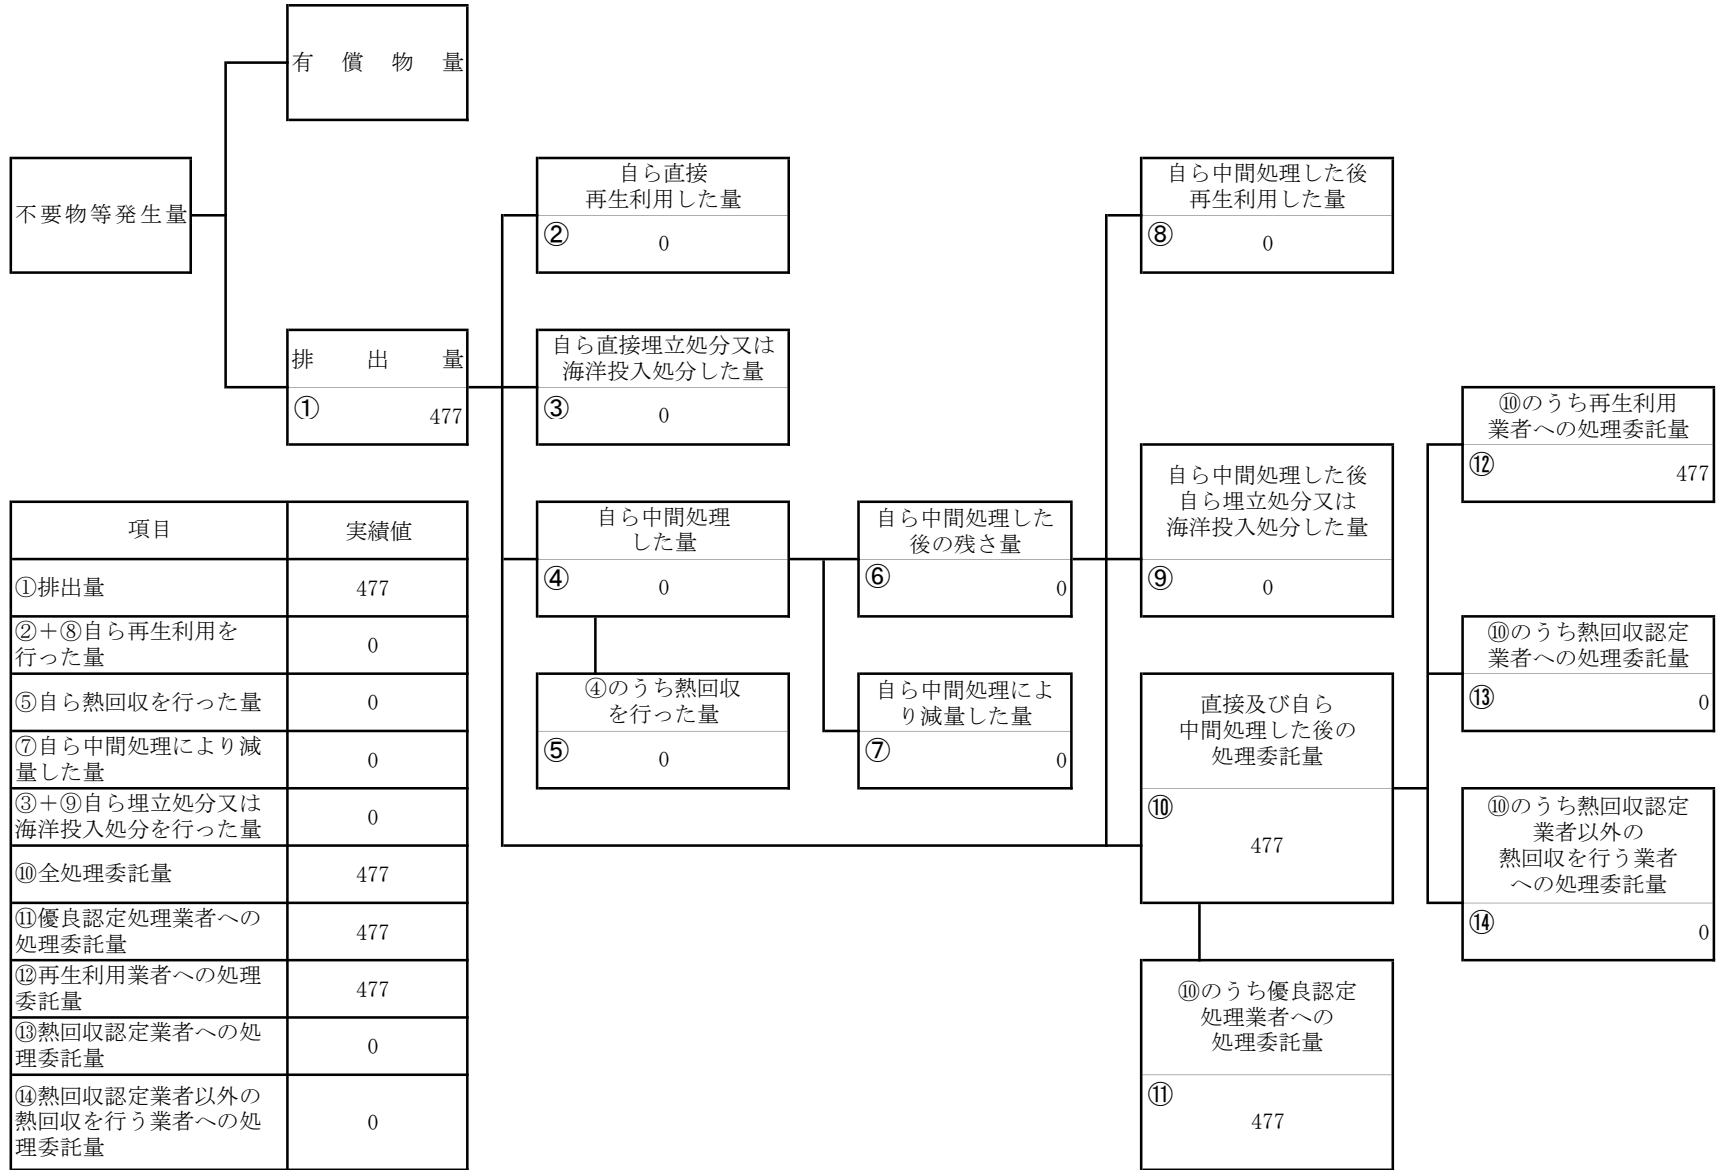 有償物量
不要物等発生量
排出量
①
477
自ら直接
再生利用した量
②
0
自ら直接埋立処分又は
海洋投入処分した量
③
0
自ら中間処理
した量
④
0
④のうち熱回収
を行った量
⑤
0
自ら中間処理した
後の残さ量
⑥
0
自ら中間処理によ
り減量した量
⑦
0
自ら中間処理した後
再生利用した量
⑧
0
自ら中間処理した後
自ら埋立処分又は
海洋投入処分した量
⑨
0
直接及び自ら
中間処理した後の
処理委託量
⑩
477
⑩のうち優良認定
処理業者への
処理委託量
⑪
477
⑩のうち再生利用
業者への処理委託量
⑫
477
⑩のうち熱回収認定
業者への処理委託量
⑬
0
⑩のうち熱回収認定
業者以外の
熱回収を行う業者
への処理委託量
⑭
0
項目 実績値
①排出量 477
②＋⑧自ら再生利用を
行った量 0
⑤自ら熱回収を行った量 0
⑦自ら中間処理により減
量した量 0
③＋⑨自ら埋立処分又は
海洋投入処分を行った量 0
⑩全処理委託量 477
⑪優良認定処理業者への
処理委託量 477
⑫再生利用業者への処理
委託量 477
⑬熱回収認定業者への処
理委託量 0
⑭熱回収認定業者以外の
熱回収を行う業者への処
理委託量 0